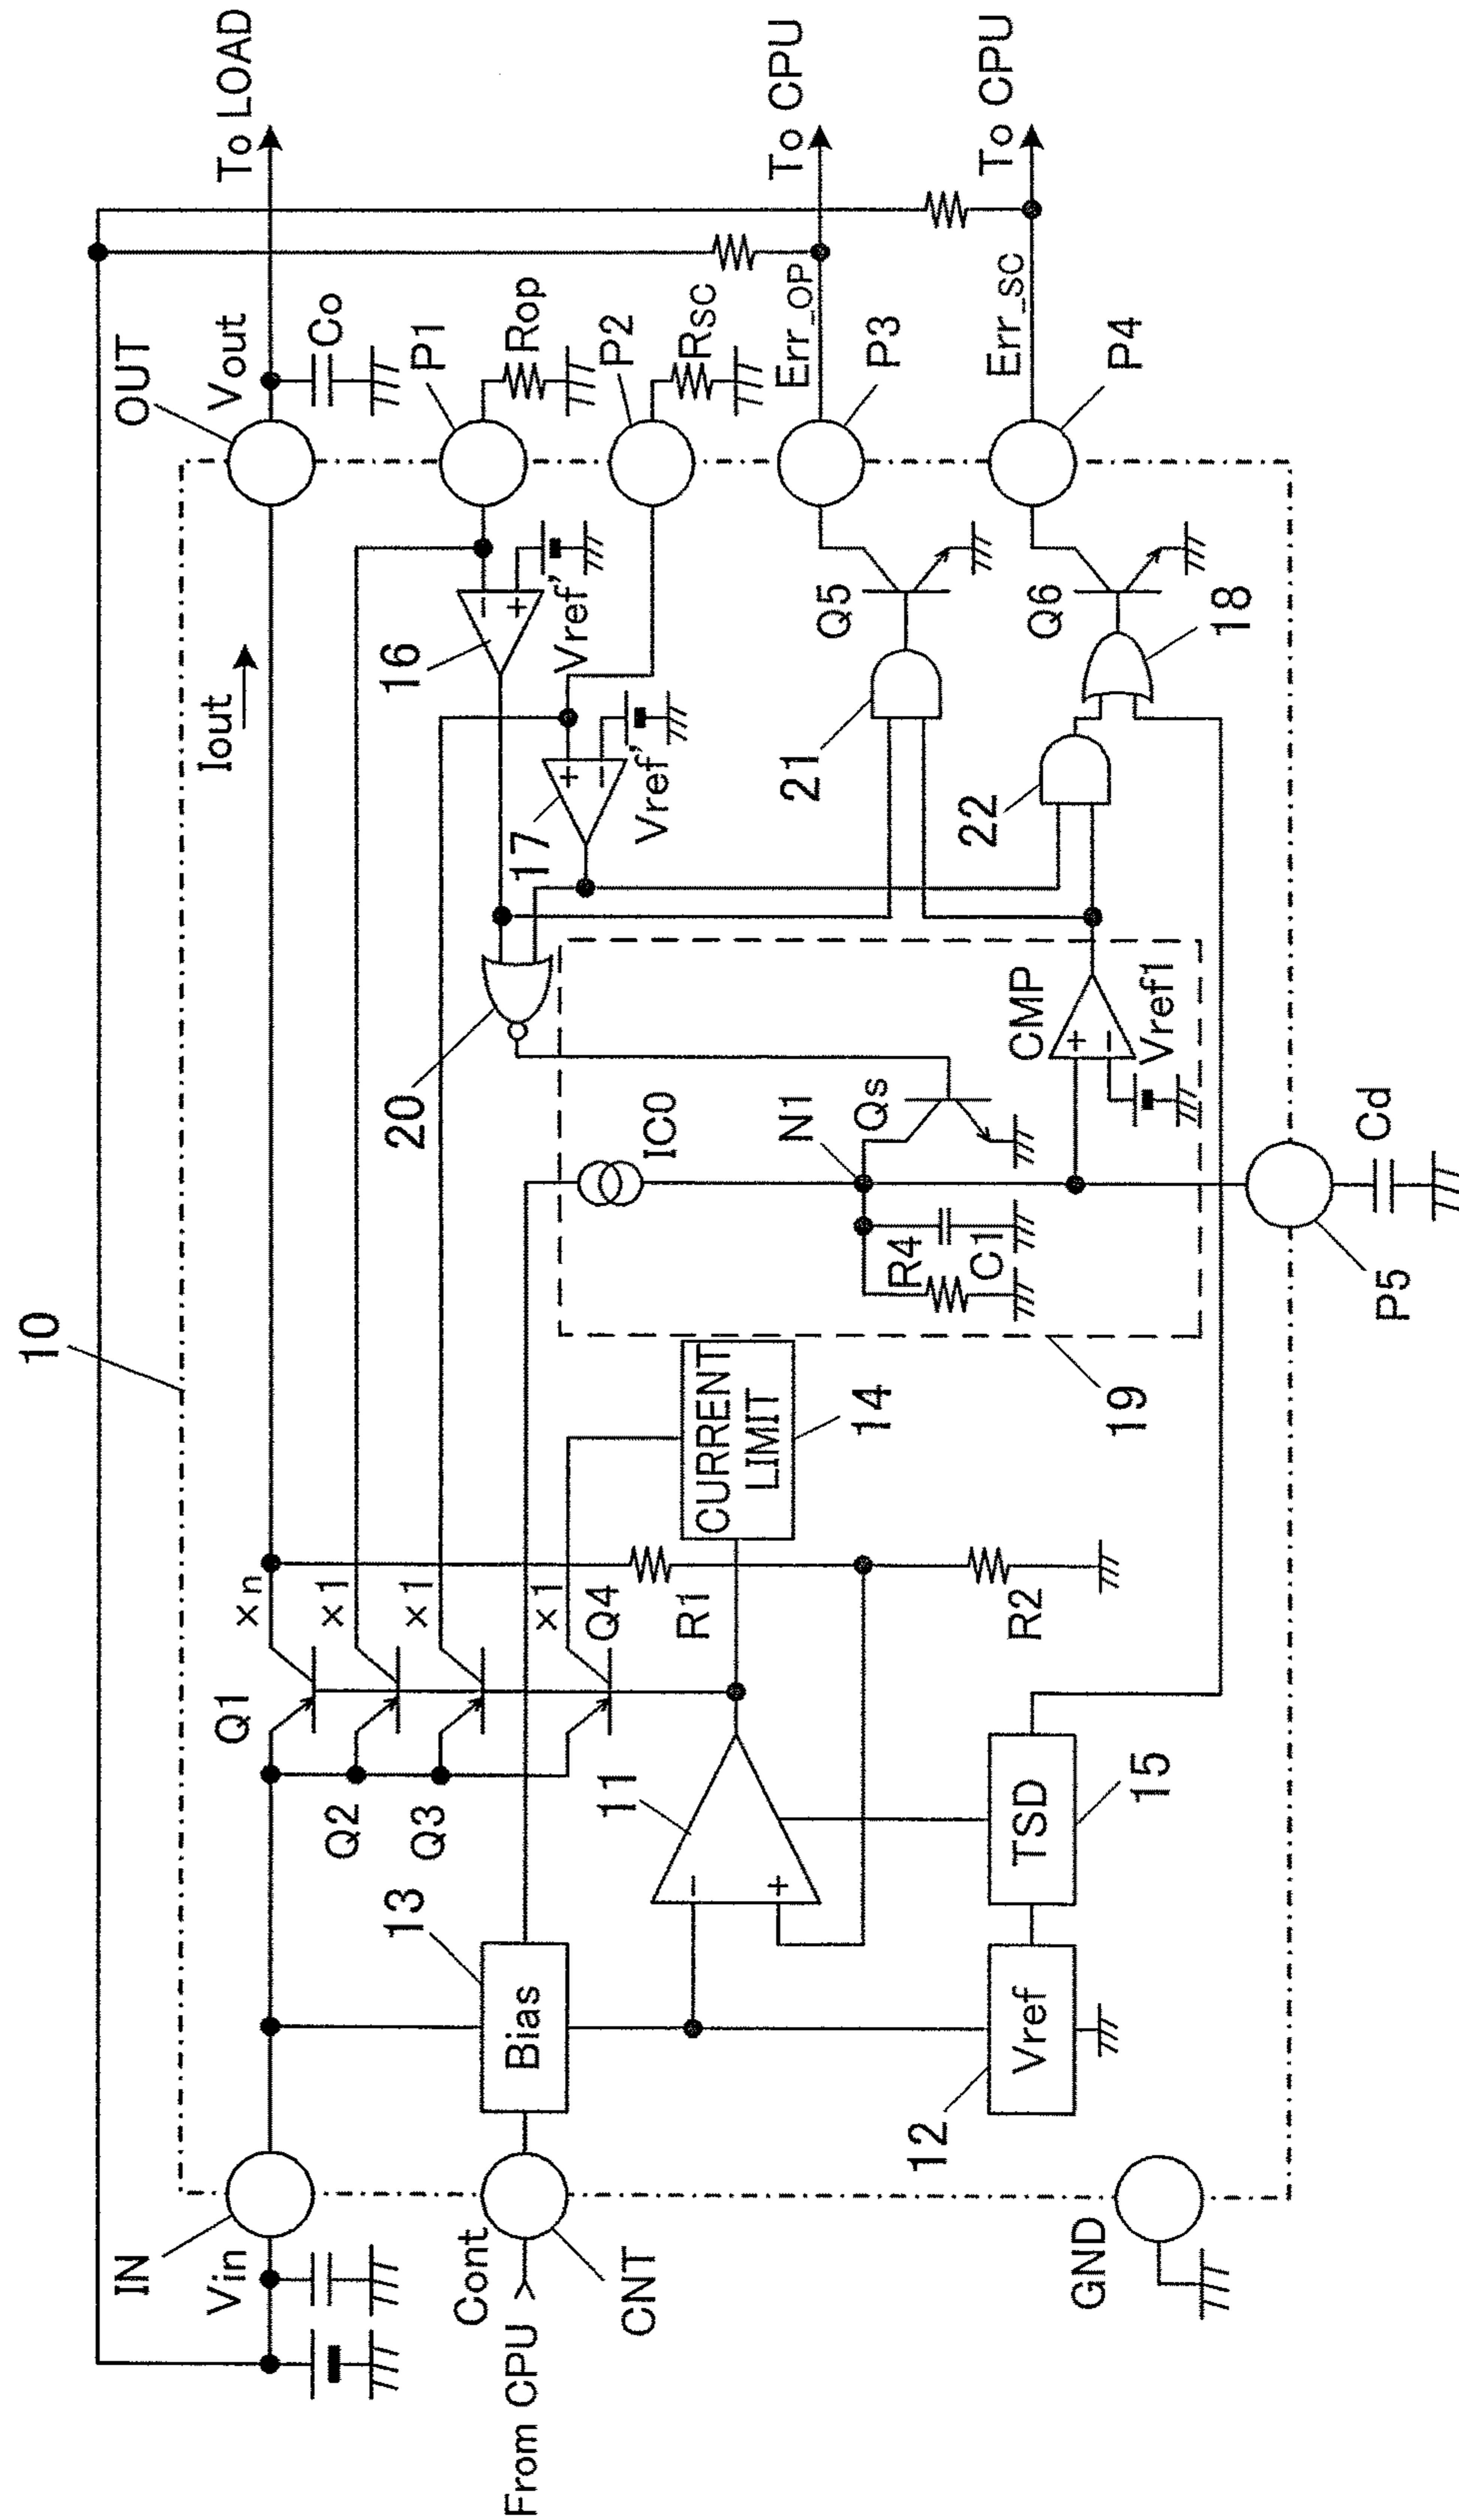 10
IN
Vin
Q1
×n
Iout
OUT
Vout
To LOAD
Co
Q2
×1
Q3
×1
×1
Q4
16
P1
Rop
Vref'
17
P2
Rsc
Vref'
From CPU >
Cont
CNT
13
Bias
11
−
+
R1
R2
CURRENT
LIMIT
14
20
IC0
N1
Qs
R4
C1
CMP
+
−
Vref1
19
21
Q5
Err_OP
P3
To CPU
22
Q6
18
Err_SC
P4
To CPU
12
Vref
TSD
15
GND
P5
Cd
−
+
+
−